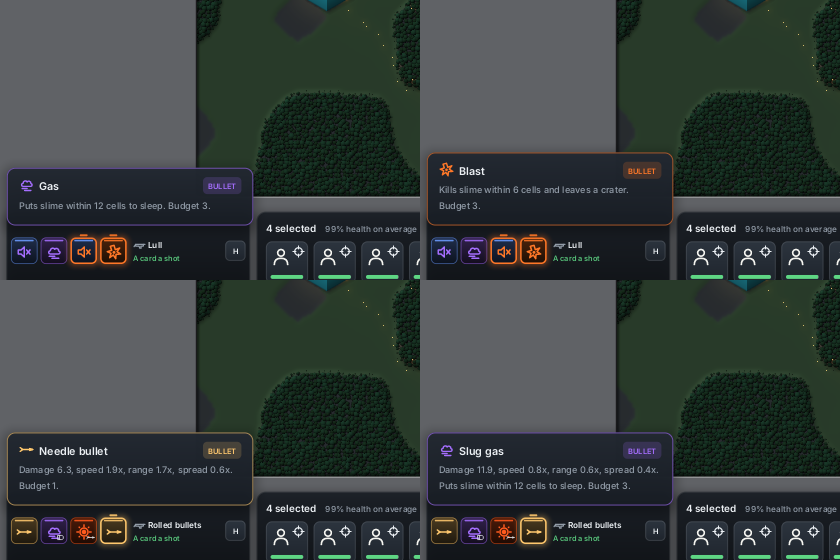 Gas
BULLET
Puts slime within 12 cells to sleep. Budget 3.
Lull
A card a shot
H
4 selected 99% health on average
Blast
BULLET
Kills slime within 6 cells and leaves a crater.
Budget 3.
Lull
A card a shot
H
4 selected 99% health on average
Needle bullet
BULLET
Damage 6.3, speed 1.9x, range 1.7x, spread 0.6x.
Budget 1.
Rolled bullets
A card a shot
H
4 selected 99% health on average
Slug gas
BULLET
Damage 11.9, speed 0.8x, range 0.6x, spread 0.4x.
Puts slime within 12 cells to sleep. Budget 3.
Rolled bullets
A card a shot
H
4 selected 99% health on average